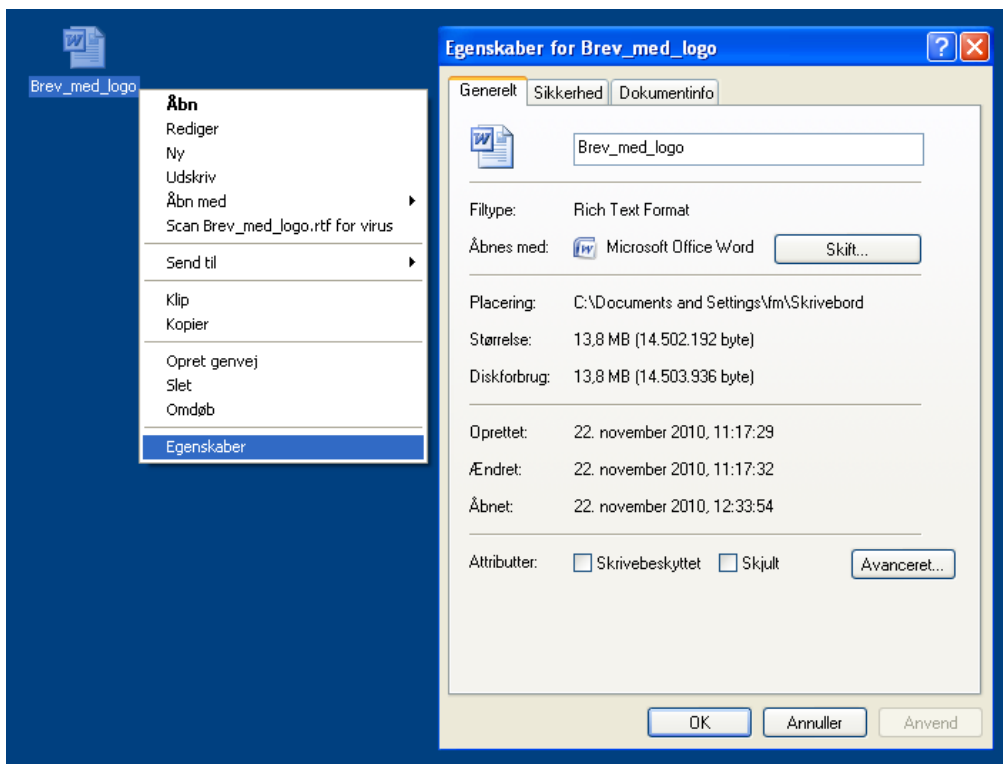 Brev_med_logo
Åbn
Rediger
Ny
Udskriv
Åbn med
Scan Brev_med_logo.rtf for virus
Send til
Klip
Kopier
Opret genvej
Slet
Omdøb
Egenskaber
Egenskaber for Brev_med_logo
Generelt Sikkerhed Dokumentinfo
Brev_med_logo
Filtype: Rich Text Format
Åbnes med: Microsoft Office Word Skift...
Placering: C:\Documents and Settings\fm\Skrivebord
Størrelse: 13,8 MB (14.502.192 byte)
Diskforbrug: 13,8 MB (14.503.936 byte)
Oprettet: 22. november 2010, 11:17:29
Ændret: 22. november 2010, 11:17:32
Åbnet: 22. november 2010, 12:33:54
Attributter: Skrivebeskyttet Skjult Avanceret...
OK Annuller Anvend